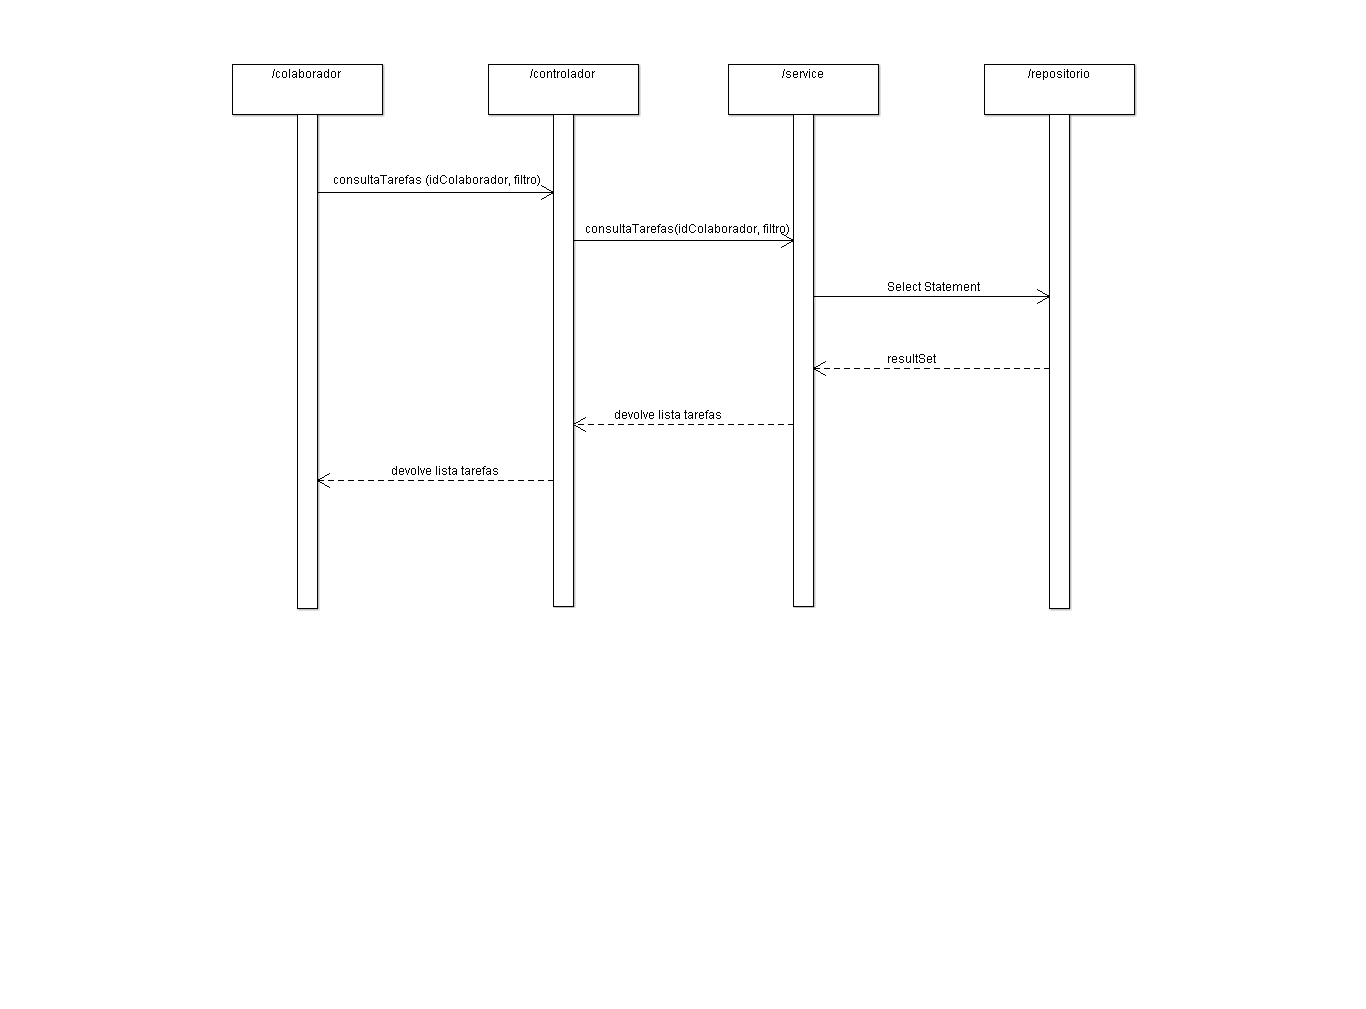 /colaborador
/controlador
/service
/repositorio
consultaTarefas (idColaborador, filtro)
consultaTarefas(idColaborador, filtro)
Select Statement
resultSet
devolve lista tarefas
devolve lista tarefas